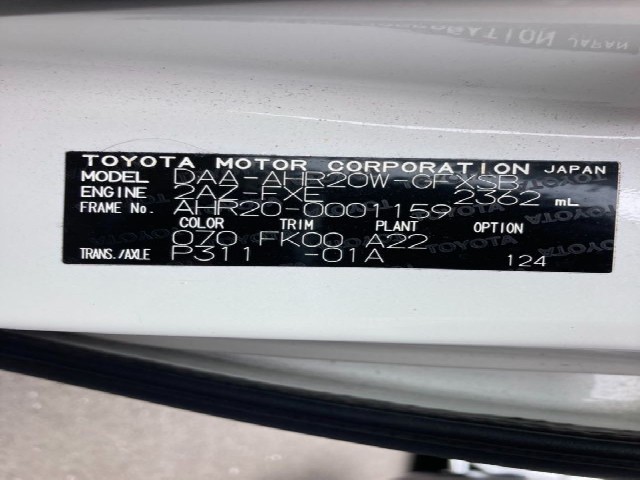 TOYOTA MOTOR CORPORATION JAPAN
MODEL DAA-AHR20W-GFXSB
ENGINE 2AZ-FXE 2362 mL
FRAME No. AHR20-0001159
COLOR TRIM PLANT OPTION
070 FK00 A22
TRANS./AXLE P311 -01A 124